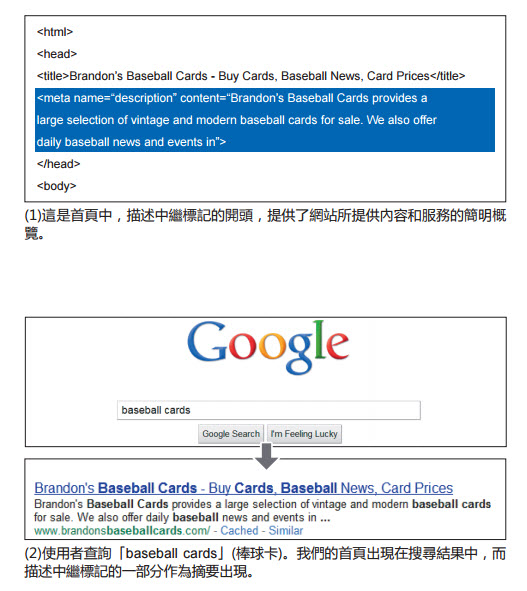 <html>
<head>
<title>Brandon's Baseball Cards - Buy Cards, Baseball News, Card Prices</title>
<meta name=“description” content=“Brandon's Baseball Cards provides a
large selection of vintage and modern baseball cards for sale. We also offer
daily baseball news and events in”>
</head>
<body>
(1)這是首頁中，描述中繼標記的開頭，提供了網站所提供內容和服務的簡明概
覽。
Google
baseball cards
Google Search I'm Feeling Lucky
Brandon's Baseball Cards - Buy Cards, Baseball News, Card Prices
Brandon's Baseball Cards provides a large selection of vintage and modern baseball cards
for sale. We also offer daily baseball news and events in ...
www.brandonsbaseballcards.com/ - Cached - Similar
(2)使用者查詢「baseball cards」(棒球卡)。我們的首頁出現在搜尋結果中，而
描述中繼標記的一部分作為摘要出現。